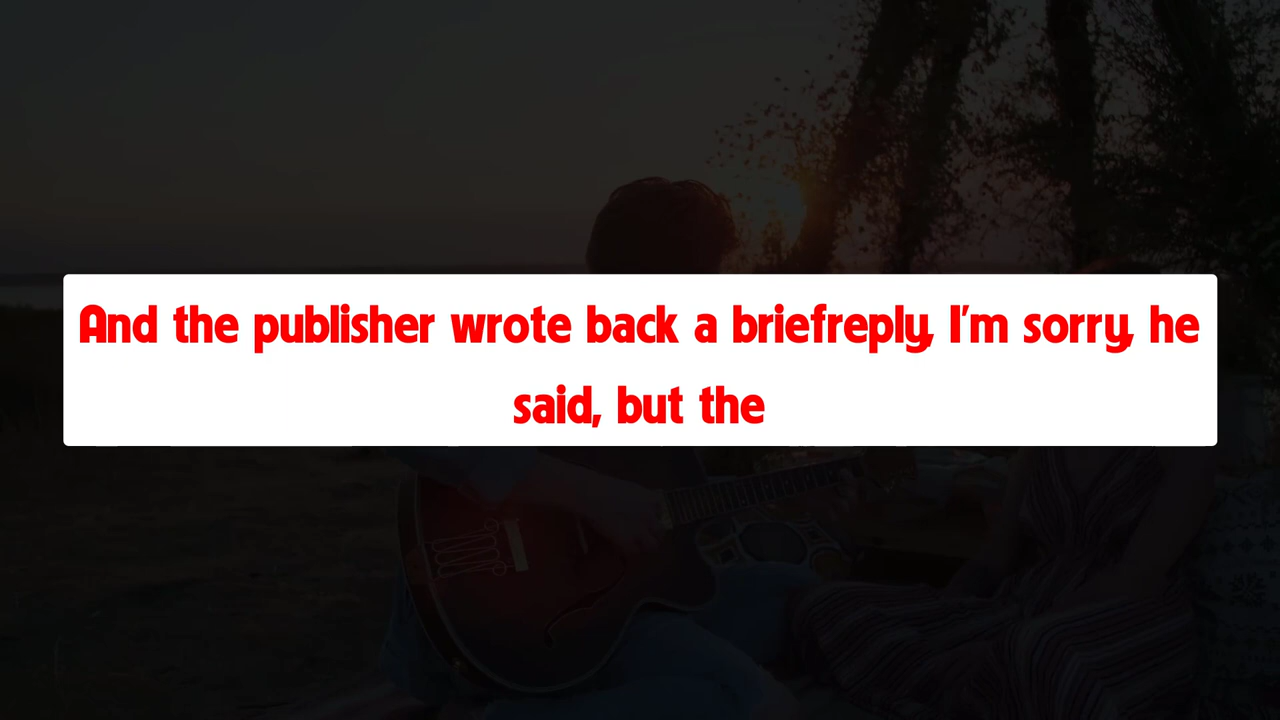 And the publisher wrote back a briefreply, I'm sorry, he
said, but the